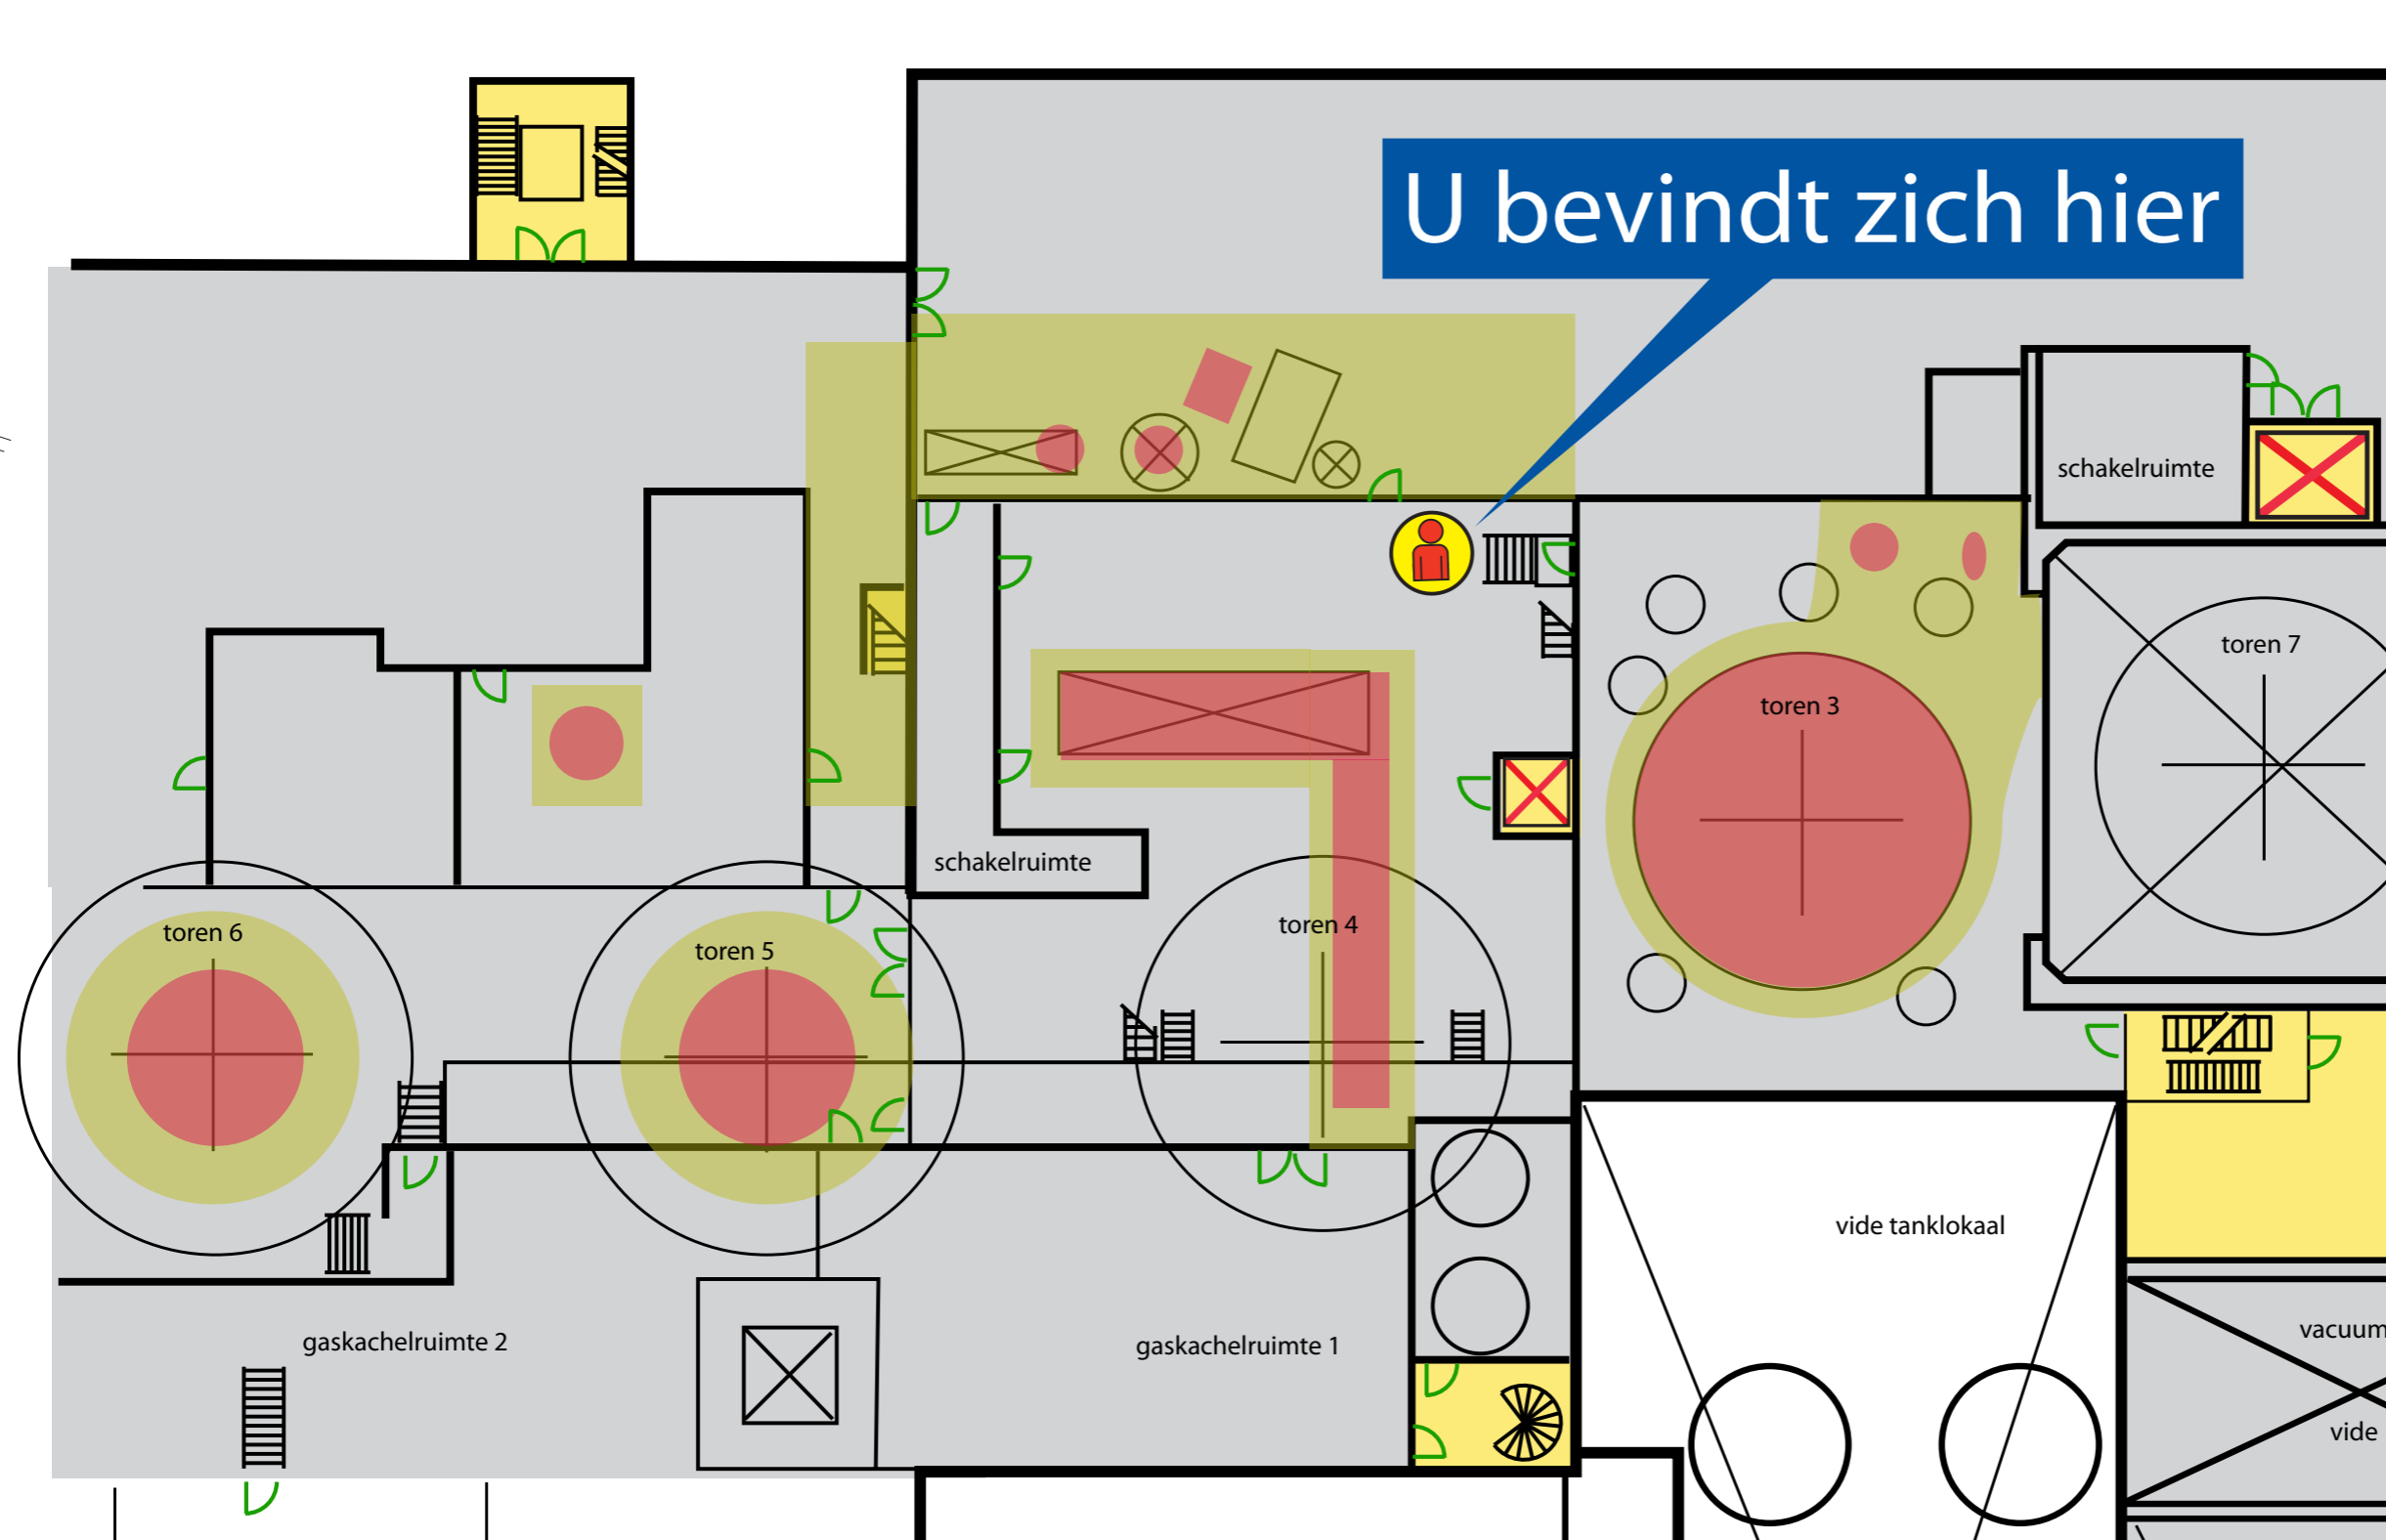 U bevindt zich hier
schakelruimte
toren 7
toren 3
schakelruimte
toren 4
toren 6
toren 5
vide tanklokaal
gaskachelruimte 2
gaskachelruimte 1
vacuum
vide